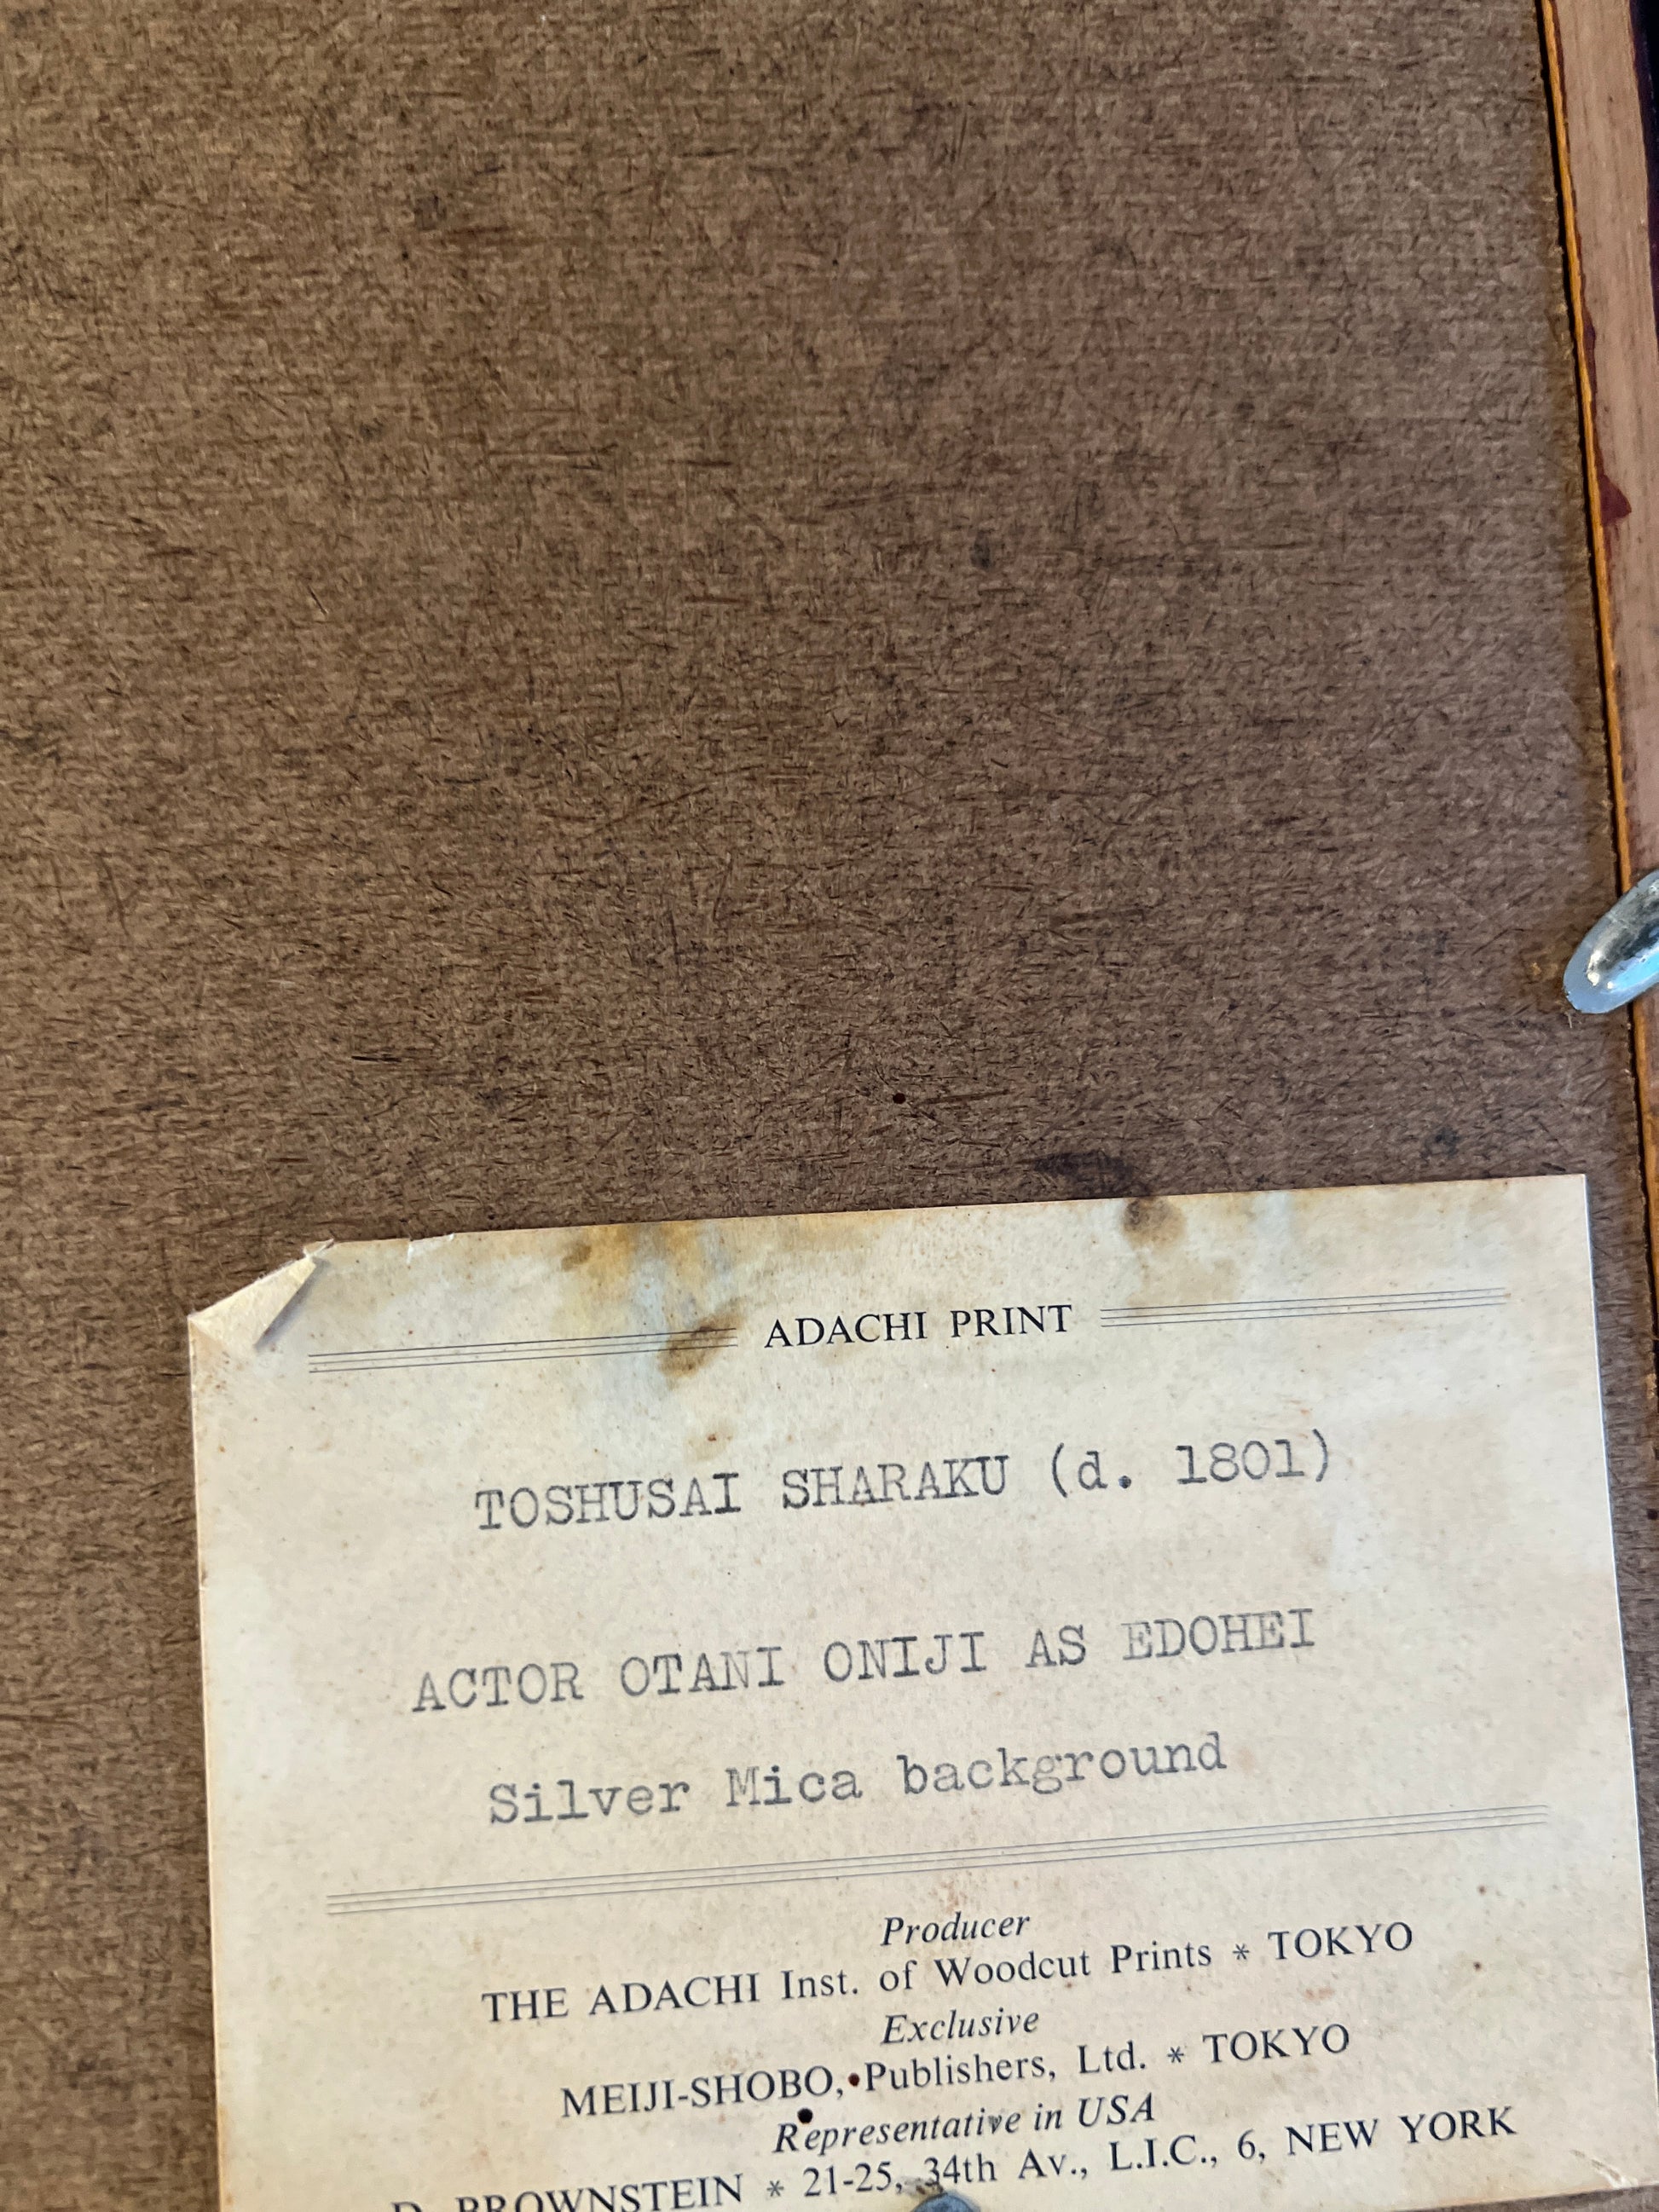 ADACHI PRINT
TOSHUSAI SHARAKU (d. 1801)
ACTOR OTANI ONIJI AS EDOHEI
Silver Mica background
Producer
THE ADACHI Inst. of Woodcut Prints * TOKYO
Exclusive
MEIJI-SHOBO, Publishers, Ltd. * TOKYO
Representative in USA
D. BROWNSTEIN * 21-25, 34th Av., L.I.C., 6, NEW YORK